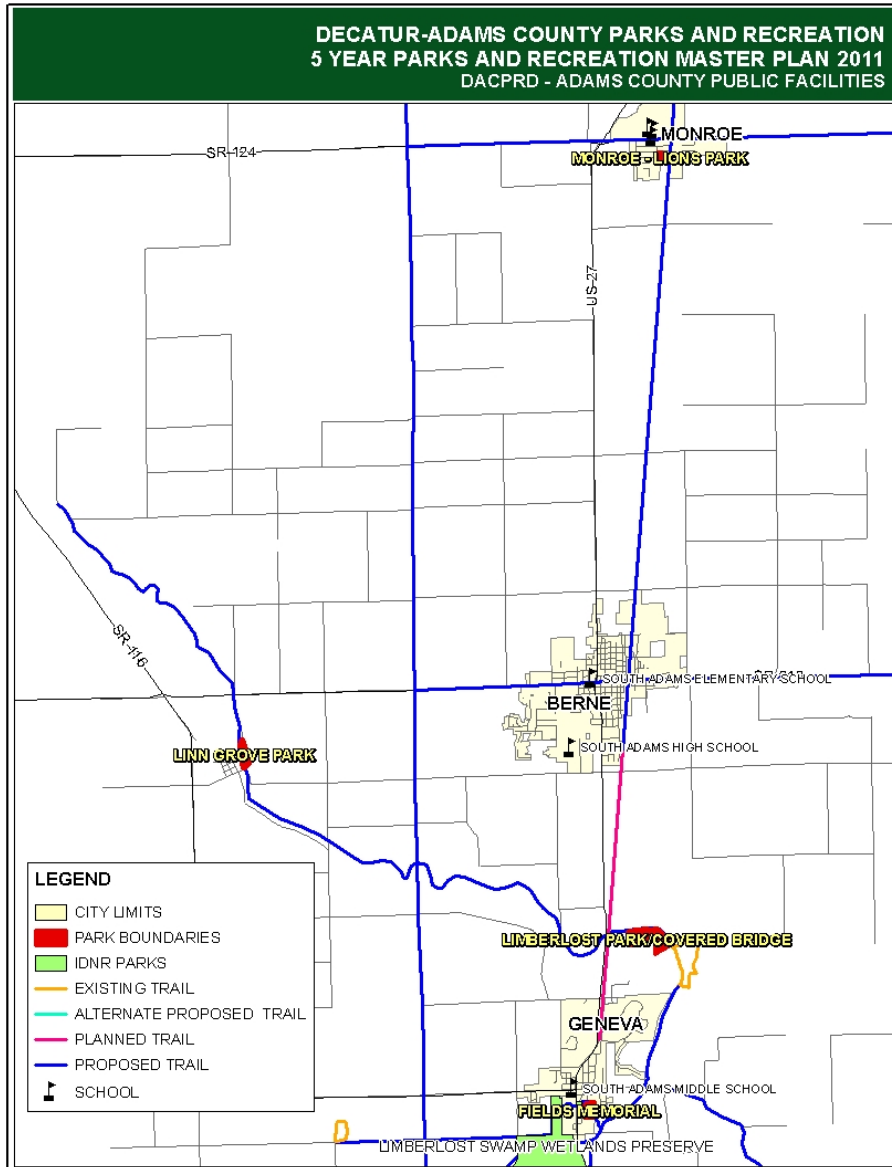 DECATUR-ADAMS COUNTY PARKS AND RECREATION
5 YEAR PARKS AND RECREATION MASTER PLAN 2011
DACPRD - ADAMS COUNTY PUBLIC FACILITIES
MONROE
SR-124
MONROE - LIONS PARK
US-27
SR-116
SOUTH ADAMS ELEMENTARY SCHOOL
BERNE
SOUTH ADAMS HIGH SCHOOL
LINN GROVE PARK
LEGEND
CITY LIMITS
PARK BOUNDARIES
IDNR PARKS
EXISTING TRAIL
ALTERNATE PROPOSED TRAIL
PLANNED TRAIL
PROPOSED TRAIL
SCHOOL
LIMBERLOST PARK/COVERED BRIDGE
GENEVA
SOUTH ADAMS MIDDLE SCHOOL
FIELDS MEMORIAL
LIMBERLOST SWAMP WETLANDS PRESERVE